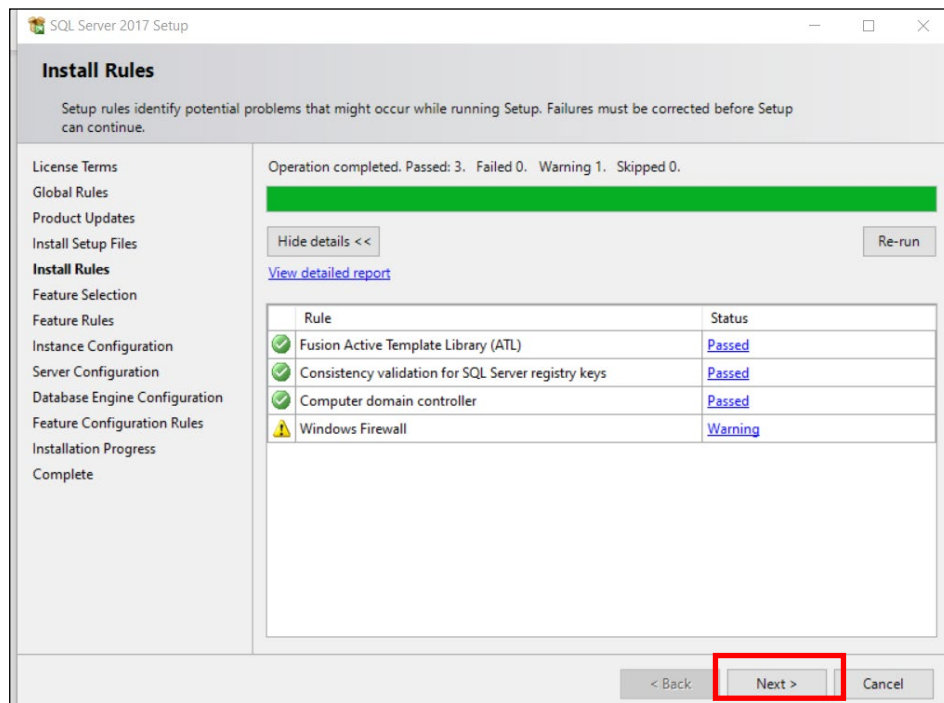 SQL Server 2017 Setup
Install Rules
Setup rules identify potential problems that might occur while running Setup. Failures must be corrected before Setup
can continue.
License Terms
Global Rules
Product Updates
Install Setup Files
Install Rules
Feature Selection
Feature Rules
Instance Configuration
Server Configuration
Database Engine Configuration
Feature Configuration Rules
Installation Progress
Complete
Operation completed. Passed: 3.   Failed 0.   Warning 1.   Skipped 0.
Hide details <<
Re-run
View detailed report
Rule Status
Fusion Active Template Library (ATL) Passed
Consistency validation for SQL Server registry keys Passed
Computer domain controller Passed
Windows Firewall Warning
< Back Next > Cancel